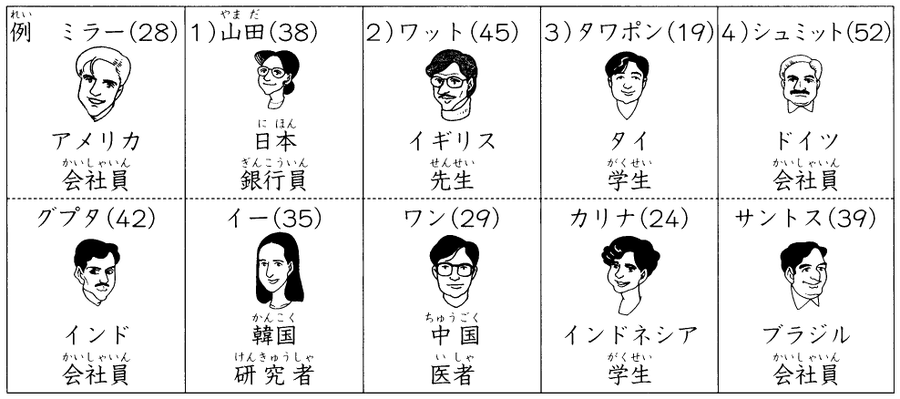 れい
例 ミラー(28)
アメリカ
かいしゃいん
会社員
グプタ(42)
インド
かいしゃいん
会社員
やまだ
1)山田(38)
にほん
日本
ぎんこういん
銀行員
イー(35)
かんこく
韓国
けんきゅうしゃ
研究者
2)ワット(45)
イギリス
せんせい
先生
ワン(29)
ちゅうごく
中国
いしゃ
医者
3)タワポン(19)
タイ
がくせい
学生
カリナ(24)
インドネシア
がくせい
学生
4)シュミット(52)
ドイツ
かいしゃいん
会社員
サントス(39)
ブラジル
かいしゃいん
会社員